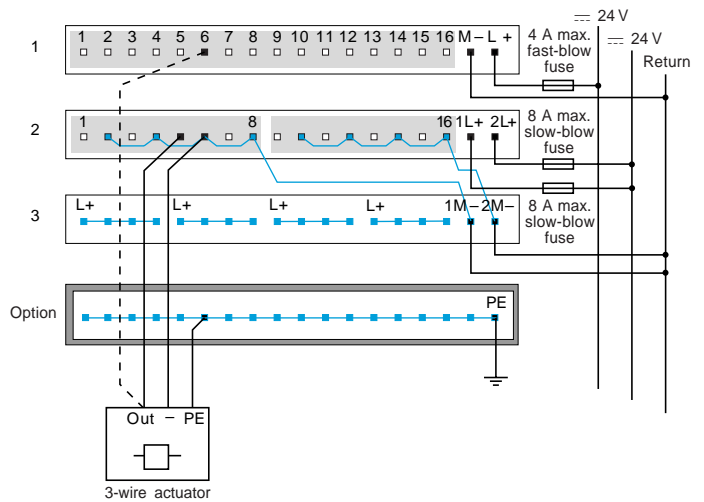 ⎓ 24 V
⎓ 24 V
Return
1
1 2 3 4 5 6 7 8 9 10 11 12 13 14 15 16 M – L +
4 A max.
fast-blow
fuse
2
1 8 16 1L+ 2L+
8 A max.
slow-blow
fuse
3
L+ L+ L+ L+ 1M – 2M –
8 A max.
slow-blow
fuse
Option
PE
Out – PE
3-wire actuator